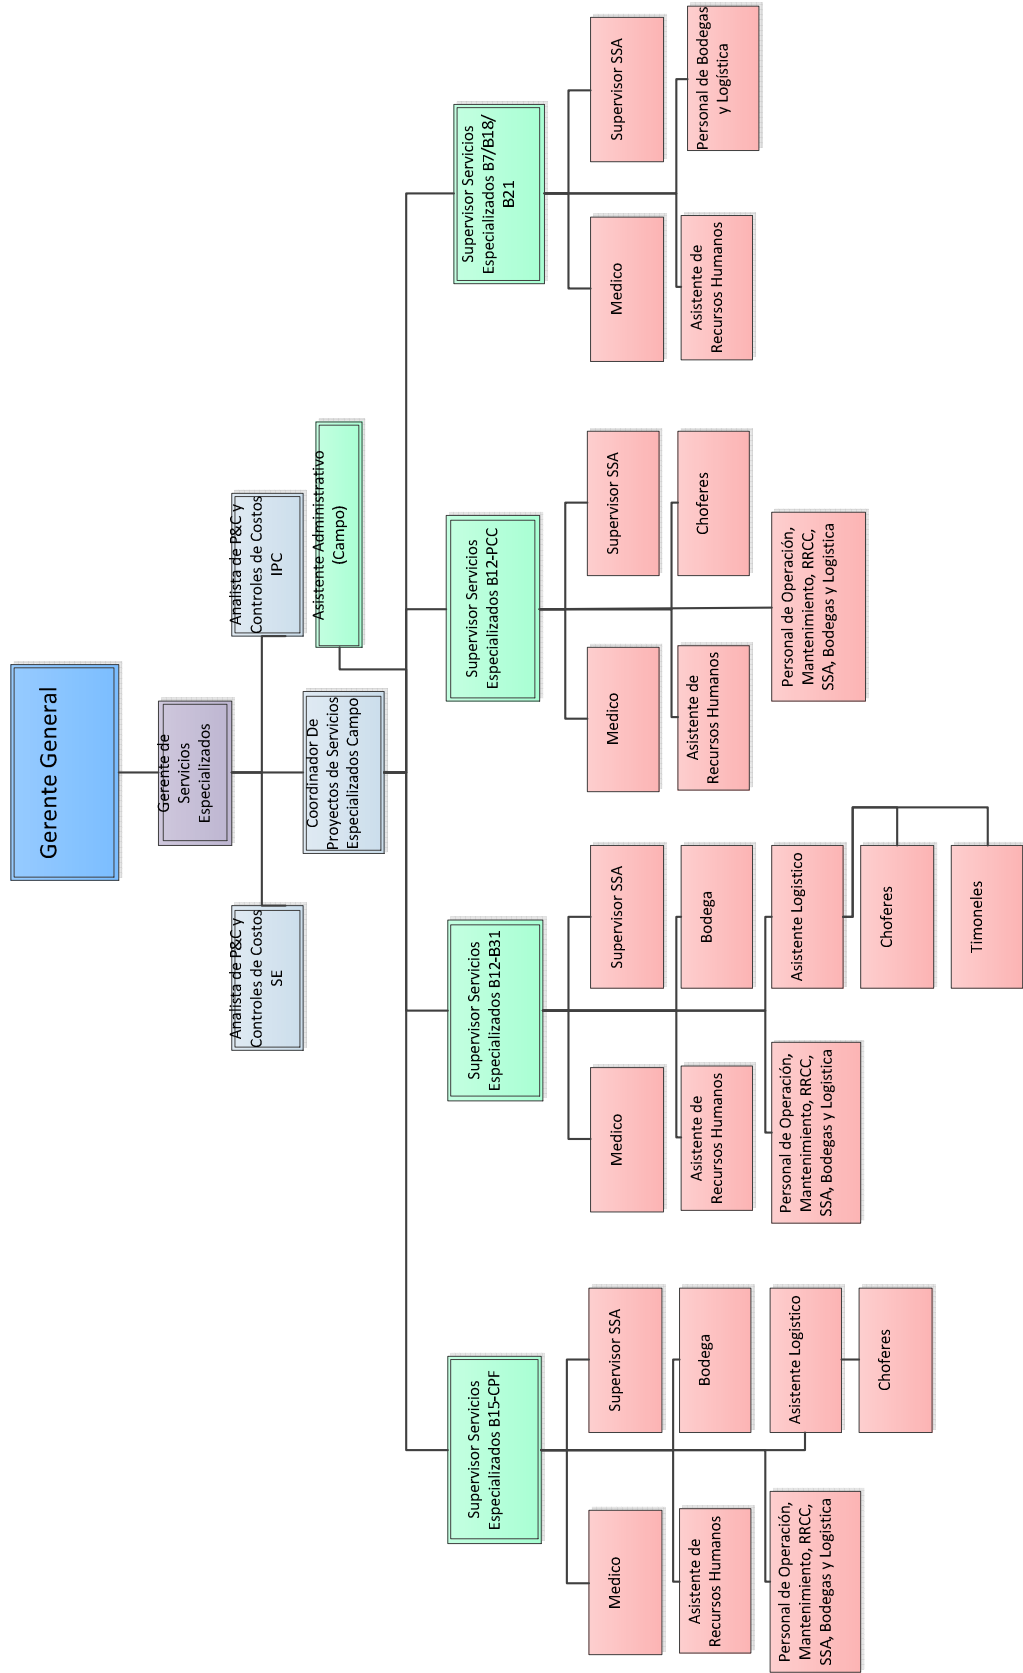 Gerente General
Gerente de
Servicios
Especializados
Analista de P&C y
Controles de Costos
SE
Analista de P&C y
Controles de Costos
IPC
Coordinador De
Proyectos de Servicios
Especializados Campo
Asistente Administrativo
(Campo)
Supervisor Servicios
Especializados B15-CPF
Supervisor Servicios
Especializados B12-B31
Supervisor Servicios
Especializados B12-PCC
Supervisor Servicios
Especializados B7/B18/
B21
Medico
Supervisor SSA
Asistente de
Recursos Humanos
Bodega
Personal de Operación,
Mantenimiento, RRCC,
SSA, Bodegas y Logistica
Asistente Logistico
Choferes
Medico
Supervisor SSA
Asistente de
Recursos Humanos
Bodega
Personal de Operación,
Mantenimiento, RRCC,
SSA, Bodegas y Logistica
Asistente Logistico
Choferes
Timoneles
Medico
Supervisor SSA
Asistente de
Recursos Humanos
Choferes
Personal de Operación,
Mantenimiento, RRCC,
SSA, Bodegas y Logistica
Medico
Supervisor SSA
Asistente de
Recursos Humanos
Personal de Bodegas
y Logística